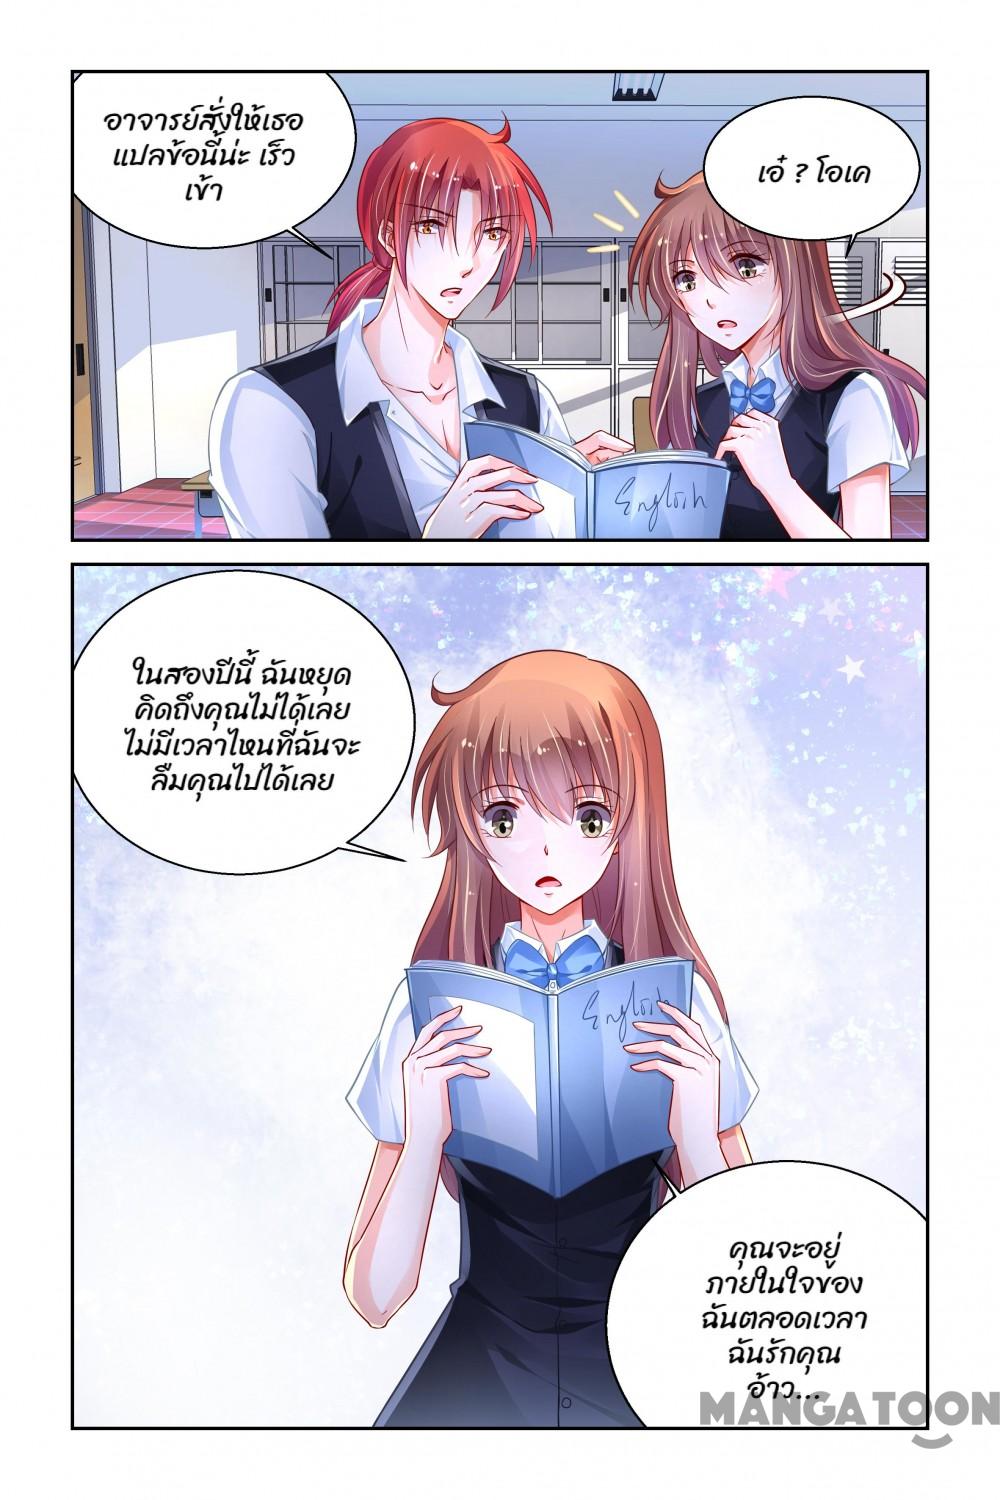 อาจารย์สั่งให้เธอ
แปลข้อนี้น่ะ เร็ว
เข้า
เอ๋ ? โอเค
English
ในสองปีนี้ ฉันหยุด
คิดถึงคุณไม่ได้เลย
ไม่มีเวลาไหนที่ฉันจะ
ลืมคุณไปได้เลย
English
คุณจะอยู่
ภายในใจของ
ฉันตลอดเวลา
ฉันรักคุณ
อ้าว...
MANGATOON